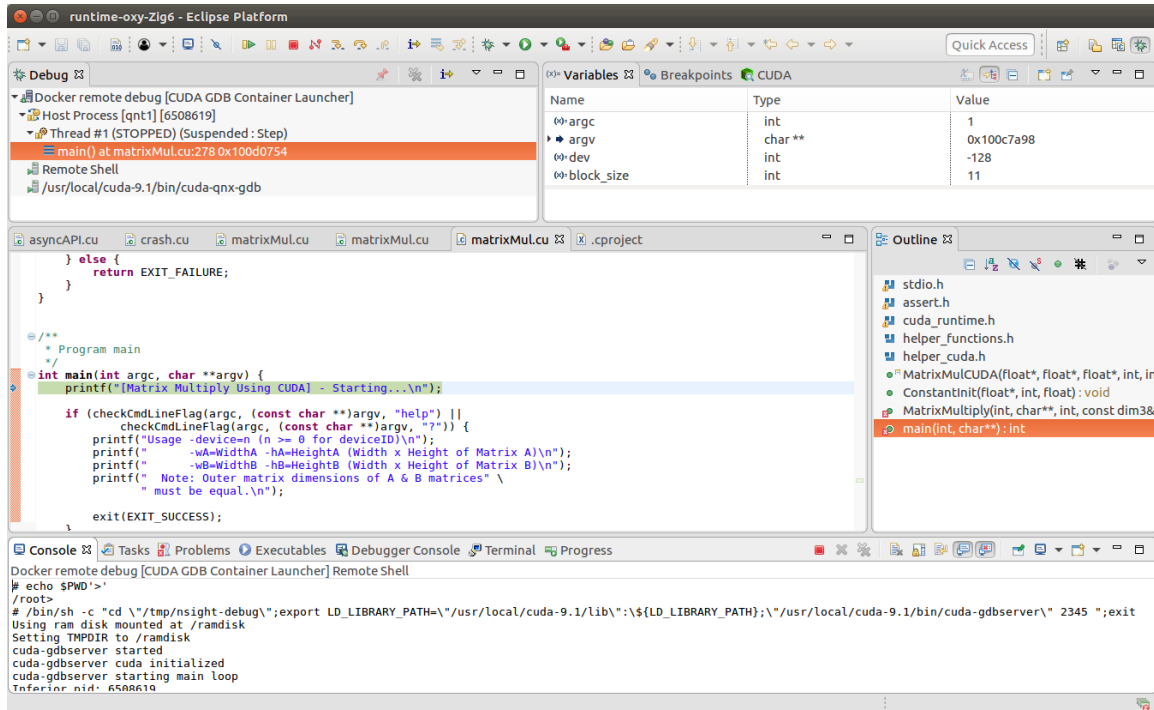 runtime-oxy-Zig6 - Eclipse Platform
Quick Access
Debug
Docker remote debug [CUDA GDB Container Launcher]
Host Process [qnt1] [6508619]
Thread #1 (STOPPED) (Suspended : Step)
main() at matrixMul.cu:278 0x100d0754
Remote Shell
/usr/local/cuda-9.1/bin/cuda-qnx-gdb
Variables Breakpoints CUDA
Name Type Value
argc int 1
argv char ** 0x100c7a98
dev int -128
block_size int 11
asyncAPI.cu crash.cu matrixMul.cu matrixMul.cu matrixMul.cu .cproject
} else {
return EXIT_FAILURE;
}
}
/**
* Program main
*/
int main(int argc, char **argv) {
printf("[Matrix Multiply Using CUDA] - Starting...\n");
if (checkCmdLineFlag(argc, (const char **)argv, "help") ||
checkCmdLineFlag(argc, (const char **)argv, "?")) {
printf("Usage -device=n (n >= 0 for deviceID)\n");
printf("      -wA=WidthA -hA=HeightA (Width x Height of Matrix A)\n");
printf("      -wB=WidthB -hB=HeightB (Width x Height of Matrix B)\n");
printf("  Note: Outer matrix dimensions of A & B matrices" \
" must be equal.\n");
exit(EXIT_SUCCESS);
}
Outline
stdio.h
assert.h
cuda_runtime.h
helper_functions.h
helper_cuda.h
MatrixMulCUDA(float*, float*, float*, int, in
ConstantInit(float*, int, float) : void
MatrixMultiply(int, char**, int, const dim3&
main(int, char**) : int
Console Tasks Problems Executables Debugger Console Terminal Progress
Docker remote debug [CUDA GDB Container Launcher] Remote Shell
# echo $PWD'>'
/root>
# /bin/sh -c "cd \"/tmp/nsight-debug\";export LD_LIBRARY_PATH=\"/usr/local/cuda-9.1/lib\":\${LD_LIBRARY_PATH};\"/usr/local/cuda-9.1/bin/cuda-gdbserver\" 2345 ";exit
Using ram disk mounted at /ramdisk
Setting TMPDIR to /ramdisk
cuda-gdbserver started
cuda-gdbserver cuda initialized
cuda-gdbserver starting main loop
Inferior pid: 6508619